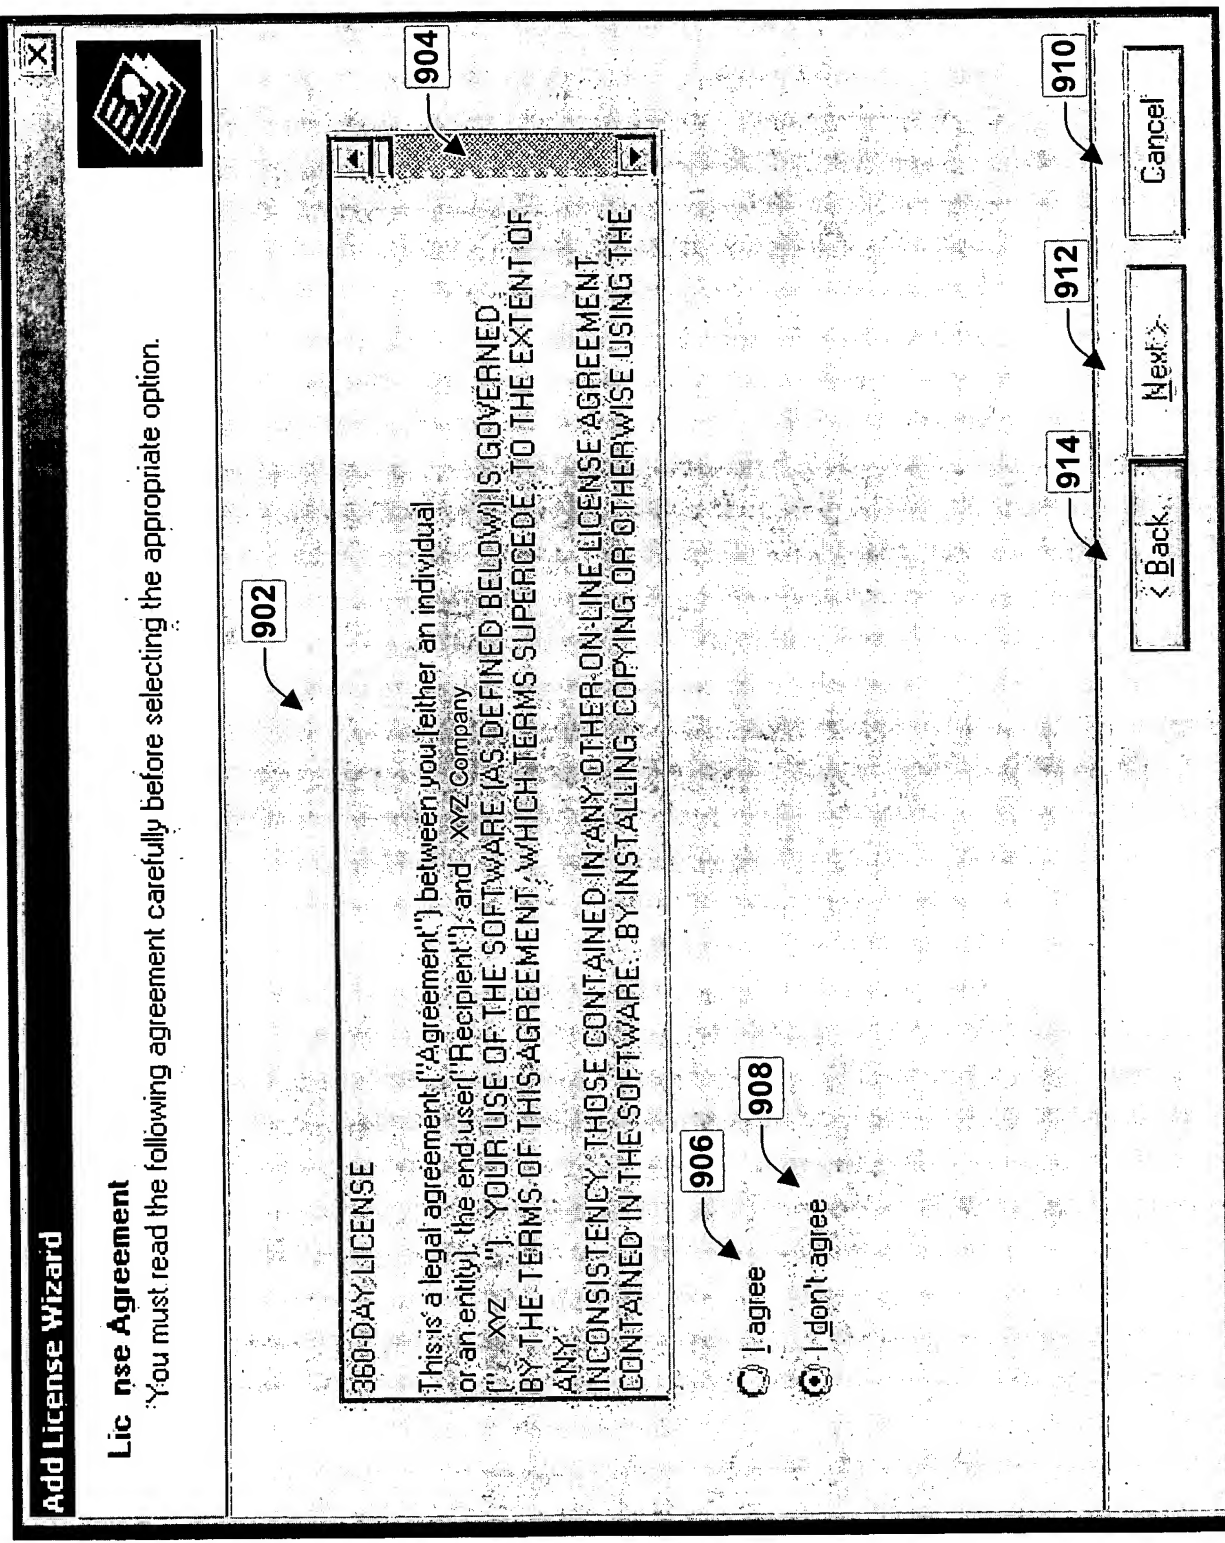 Add License Wizard
Lic nse Agreement
You must read the following agreement carefully before selecting the appropriate option.
902
904
360-DAY LICENSE
This is a legal agreement ("Agreement") between you (either an individual
or an entity), the end user("Recipient"), and XYZ Company
(" XYZ "). YOUR USE OF THE SOFTWARE (AS DEFINED BELOW) IS GOVERNED
BY THE TERMS OF THIS AGREEMENT, WHICH TERMS SUPERCEDE, TO THE EXTENT OF
ANY
INCONSISTENCY, THOSE CONTAINED IN ANY OTHER ON-LINE LICENSE AGREEMENT
CONTAINED IN THE SOFTWARE. BY INSTALLING, COPYING OR OTHERWISE USING THE
906
I agree
908
I don't agree
914
912
910
< Back
Next >
Cancel